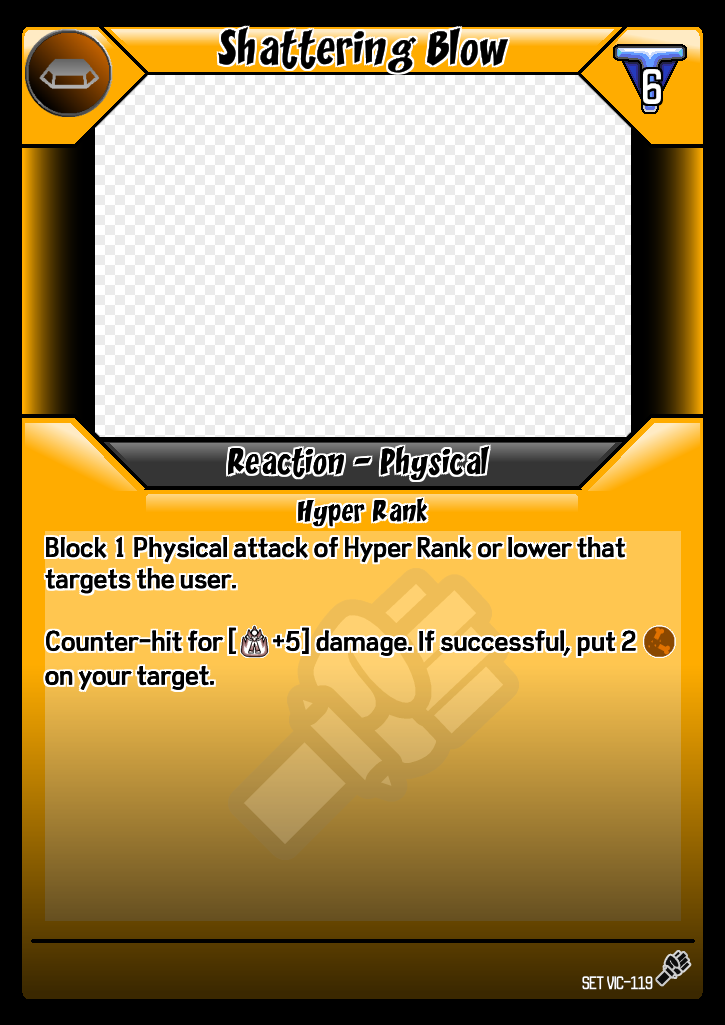 Shattering Blow
6
Reaction - Physical
Hyper Rank
Block 1 Physical attack of Hyper Rank or lower that
targets the user.
Counter-hit for [ +5] damage. If successful, put 2
on your target.
SET VIC-119